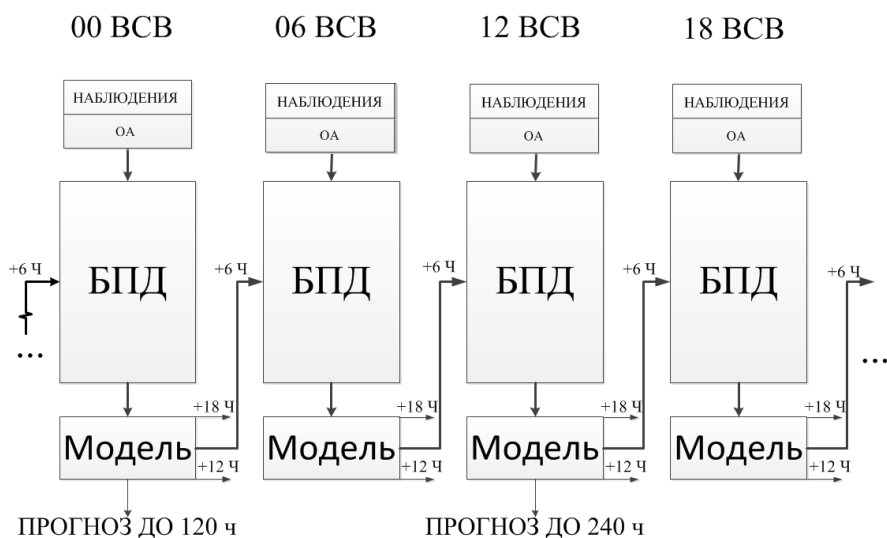 00 ВСВ 06 ВСВ 12 ВСВ 18 ВСВ
НАБЛЮДЕНИЯ НАБЛЮДЕНИЯ НАБЛЮДЕНИЯ НАБЛЮДЕНИЯ
ОА ОА ОА ОА
+6 Ч БПД +6 Ч БПД +6 Ч БПД +6 Ч БПД +6 Ч
... ...
+18 Ч +18 Ч +18 Ч +18 Ч
Модель Модель Модель Модель
+12 Ч +12 Ч +12 Ч +12 Ч
ПРОГНОЗ ДО 120 ч ПРОГНОЗ ДО 240 ч